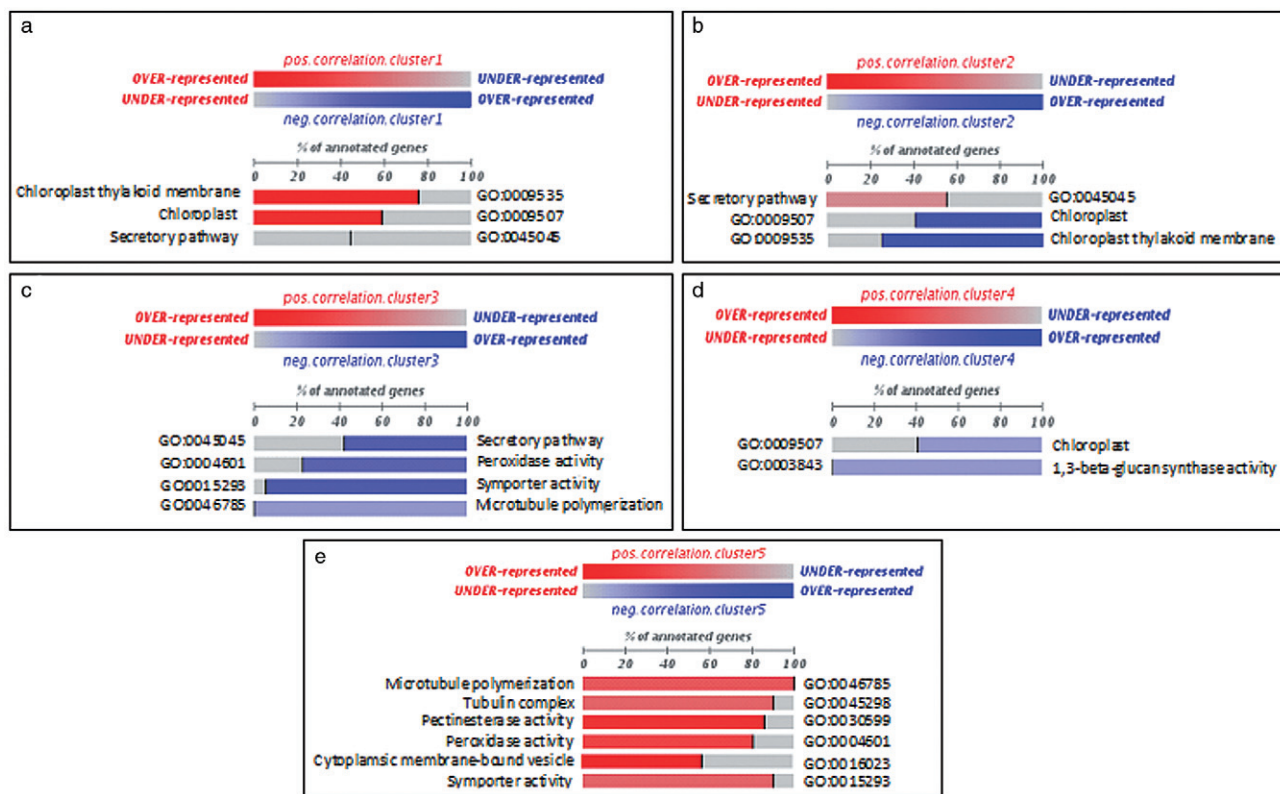 a
pos.correlation.cluster1
OVER-represented UNDER-represented
UNDER-represented OVER-represented
neg.correlation.cluster1
% of annotated genes
0 20 40 60 80 100
Chloroplast thylakoid membrane GO:0009535
Chloroplast GO:0009507
Secretory pathway GO:0045045
b
pos.correlation.cluster2
OVER-represented UNDER-represented
UNDER-represented OVER-represented
neg.correlation.cluster2
% of annotated genes
0 20 40 60 80 100
Secretory pathway GO:0045045
GO:0009507 Chloroplast
GO:0009535 Chloroplast thylakoid membrane
c
pos.correlation.cluster3
OVER-represented UNDER-represented
UNDER-represented OVER-represented
neg.correlation.cluster3
% of annotated genes
0 20 40 60 80 100
GO:0045045 Secretory pathway
GO:0004601 Peroxidase activity
GO:0015293 Symporter activity
GO:0046785 Microtubule polymerization
d
pos.correlation.cluster4
OVER-represented UNDER-represented
UNDER-represented OVER-represented
neg.correlation.cluster4
% of annotated genes
0 20 40 60 80 100
GO:0009507 Chloroplast
GO:0003843 1,3-beta-glucan synthase activity
e
pos.correlation.cluster5
OVER-represented UNDER-represented
UNDER-represented OVER-represented
neg.correlation.cluster5
% of annotated genes
0 20 40 60 80 100
Microtubule polymerization GO:0046785
Tubulin complex GO:0045298
Pectinesterase activity GO:0030599
Peroxidase activity GO:0004601
Cytoplamsic membrane-bound vesicle GO:0016023
Symporter activity GO:0015293